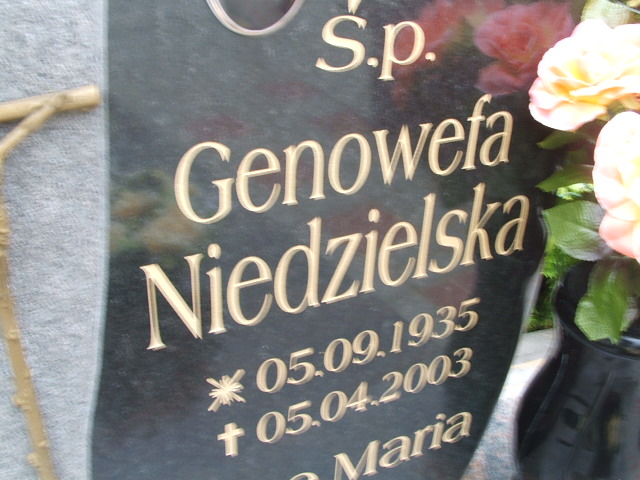 Ś.p.
Genowefa
Niedzielska
05.09.1935
05.04.2003
Maria